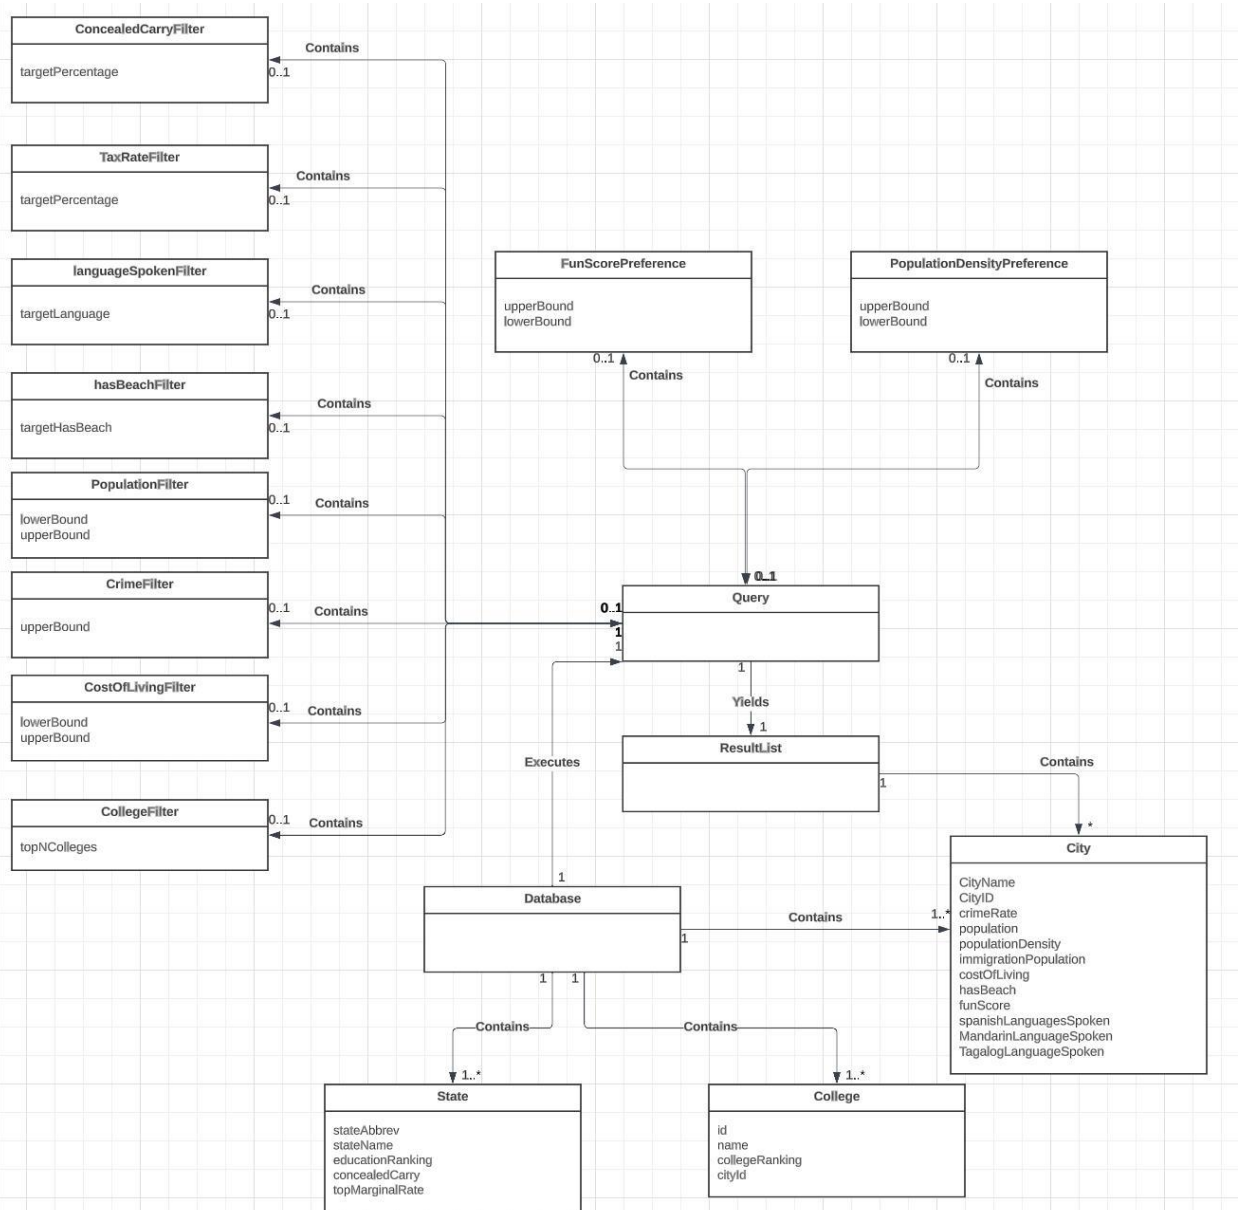 ConcealedCarryFilter
targetPercentage
Contains
0..1
TaxRateFilter
targetPercentage
Contains
0..1
languageSpokenFilter
targetLanguage
Contains
0..1
hasBeachFilter
targetHasBeach
Contains
0..1
PopulationFilter
lowerBound
upperBound
0..1
Contains
CrimeFilter
upperBound
0..1
Contains
CostOfLivingFilter
lowerBound
upperBound
0..1
Contains
CollegeFilter
topNColleges
0..1
Contains
FunScorePreference
upperBound
lowerBound
0..1
Contains
PopulationDensityPreference
upperBound
lowerBound
0..1
Contains
0..1
Query
0..1
1
1
1
Yields
1
ResultList
1
Contains
*
Executes
1
Database
1
Contains
1..*
City
CityName
CityID
crimeRate
population
populationDensity
immigrationPopulation
costOfLiving
hasBeach
funScore
spanishLanguagesSpoken
MandarinLanguageSpoken
TagalogLanguageSpoken
1
1
Contains
Contains
1..*
1..*
State
stateAbbrev
stateName
educationRanking
concealedCarry
topMarginalRate
College
id
name
collegeRanking
cityId